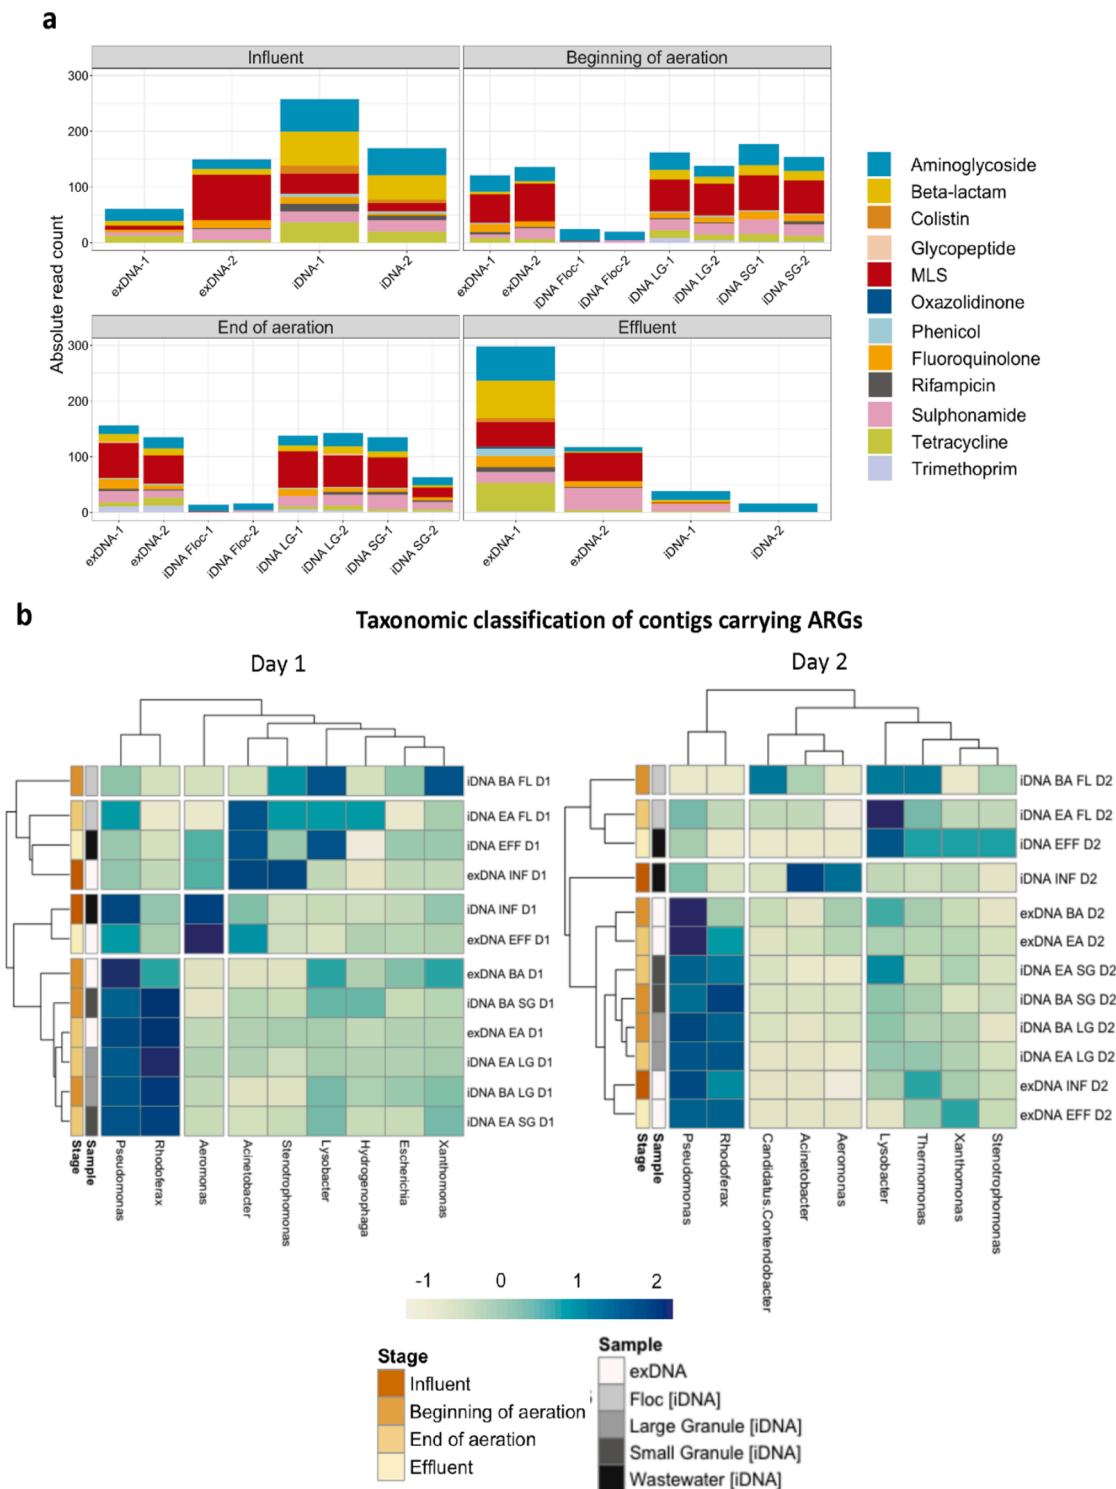 a
Influent
Beginning of aeration
300
200
100
0
exDNA-1
exDNA-2
iDNA-1
iDNA-2
exDNA-1
exDNA-2
iDNA Floc-1
iDNA Floc-2
iDNA LG-1
iDNA LG-2
iDNA SG-1
iDNA SG-2
Absolute read count
End of aeration
Effluent
300
200
100
0
exDNA-1
exDNA-2
iDNA Floc-1
iDNA Floc-2
iDNA LG-1
iDNA LG-2
iDNA SG-1
iDNA SG-2
exDNA-1
exDNA-2
iDNA-1
iDNA-2
Aminoglycoside
Beta-lactam
Colistin
Glycopeptide
MLS
Oxazolidinone
Phenicol
Fluoroquinolone
Rifampicin
Sulphonamide
Tetracycline
Trimethoprim
b
Taxonomic classification of contigs carrying ARGs
Day 1
iDNA BA FL D1
iDNA EA FL D1
iDNA EFF D1
exDNA INF D1
iDNA INF D1
exDNA EFF D1
exDNA BA D1
iDNA BA SG D1
exDNA EA D1
iDNA EA LG D1
iDNA BA LG D1
iDNA EA SG D1
Stage
Sample
Pseudomonas
Rhodoferax
Aeromonas
Acinetobacter
Stenotrophomonas
Lysobacter
Hydrogenophaga
Escherichia
Xanthomonas
Day 2
iDNA BA FL D2
iDNA EA FL D2
iDNA EFF D2
iDNA INF D2
exDNA BA D2
exDNA EA D2
iDNA EA SG D2
iDNA BA SG D2
iDNA BA LG D2
iDNA EA LG D2
exDNA INF D2
exDNA EFF D2
Stage
Sample
Pseudomonas
Rhodoferax
Candidatus.Contendobacter
Acinetobacter
Aeromonas
Lysobacter
Thermomonas
Xanthomonas
Stenotrophomonas
-1 0 1 2
Stage
Influent
Beginning of aeration
End of aeration
Effluent
Sample
exDNA
Floc [iDNA]
Large Granule [iDNA]
Small Granule [iDNA]
Wastewater [iDNA]